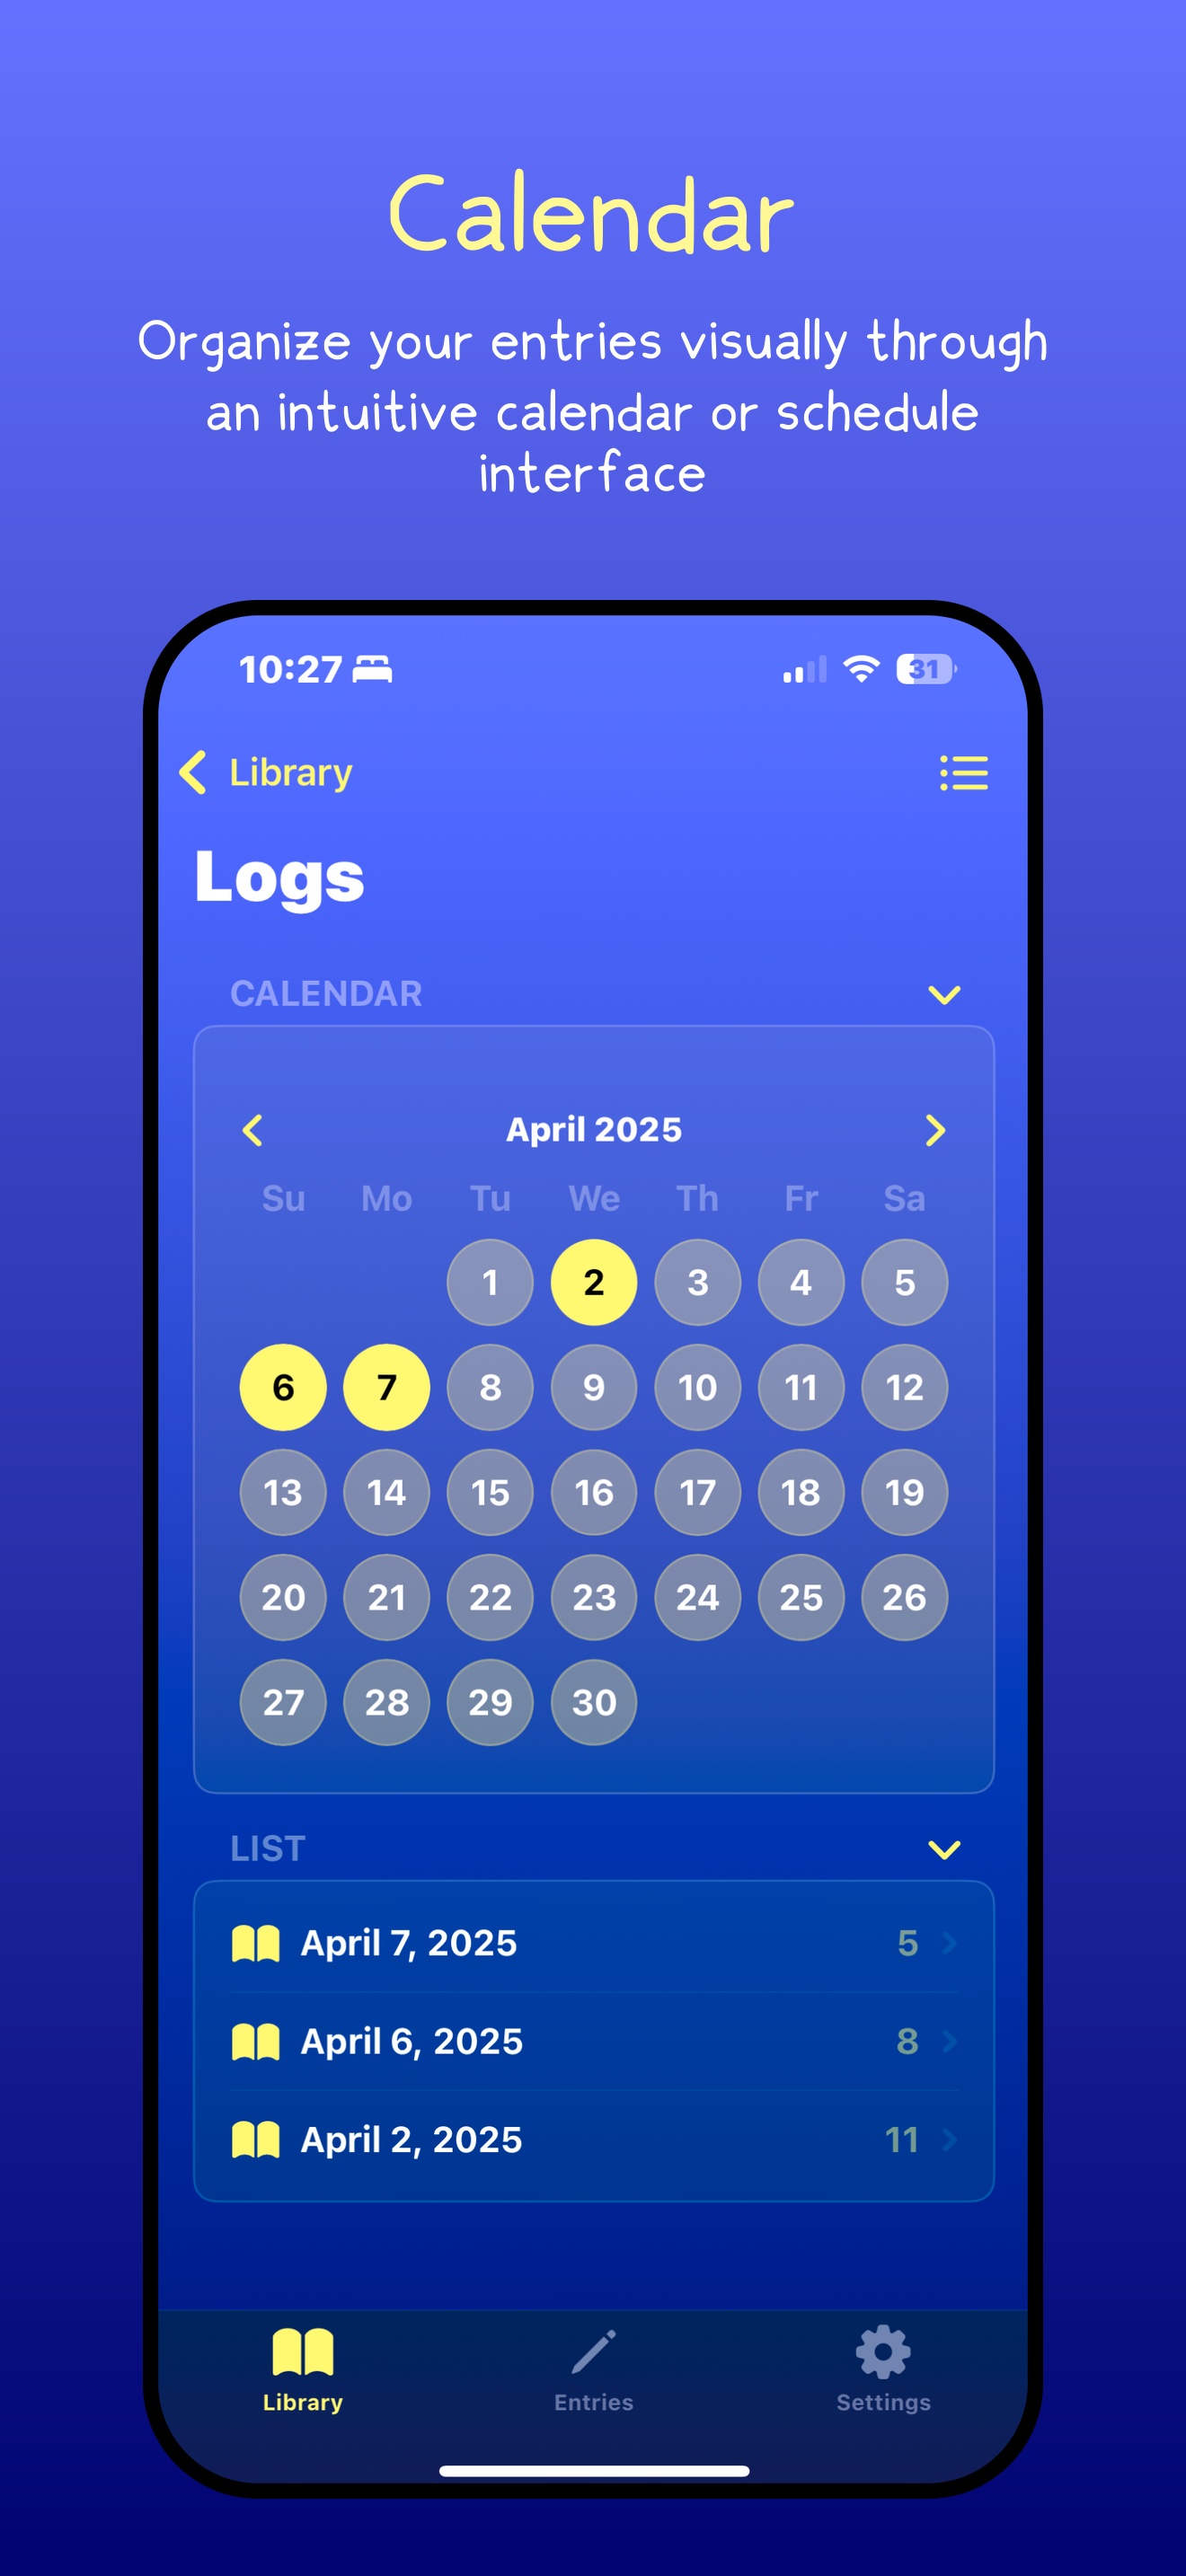 Calendar
Organize your entries visually through
an intuitive calendar or schedule
interface
10:27 31
Library
Logs
CALENDAR
April 2025
Su Mo Tu We Th Fr Sa
1 2 3 4 5
6 7 8 9 10 11 12
13 14 15 16 17 18 19
20 21 22 23 24 25 26
27 28 29 30
LIST
April 7, 2025 5
April 6, 2025 8
April 2, 2025 11
Library Entries Settings